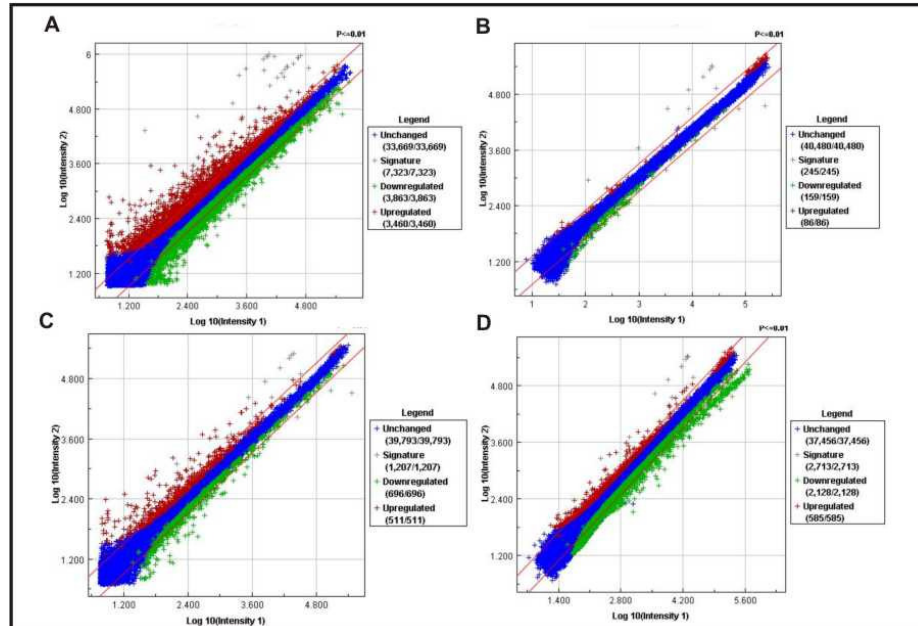 A
P<=0.01
6
4.800
3.600
2.400
1.200
Log 10(Intensity 2)
1.200 2.400 3.600 4.800
Log 10(Intensity 1)
Legend
Unchanged
(33,669/33,669)
Signature
(7,323/7,323)
Downregulated
(3,863/3,863)
Upregulated
(3,460/3,460)
B
P<=0.01
4.800
3.600
2.400
1.200
Log 10(Intensity 2)
1 2 3 4 5
Log 10(Intensity 1)
Legend
Unchanged
(40,480/40,480)
Signature
(245/245)
Downregulated
(159/159)
Upregulated
(86/86)
C
4.800
3.600
2.400
1.200
Log 10(Intensity 2)
1.200 2.400 3.600 4.800
Log 10(Intensity 1)
Legend
Unchanged
(39,793/39,793)
Signature
(1,207/1,207)
Downregulated
(696/696)
Upregulated
(511/511)
D
P<=0.01
4.800
3.600
2.400
1.200
Log 10(Intensity 2)
1.400 2.800 4.200 5.600
Log 10(Intensity 1)
Legend
Unchanged
(37,456/37,456)
Signature
(2,713/2,713)
Downregulated
(2,128/2,128)
Upregulated
(585/585)